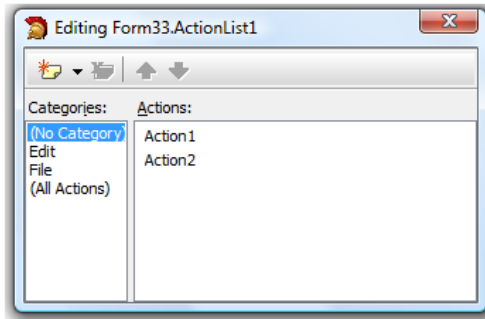 Editing Form33.ActionList1
Categories:
Actions:
(No Category)
Edit
File
(All Actions)
Action1
Action2